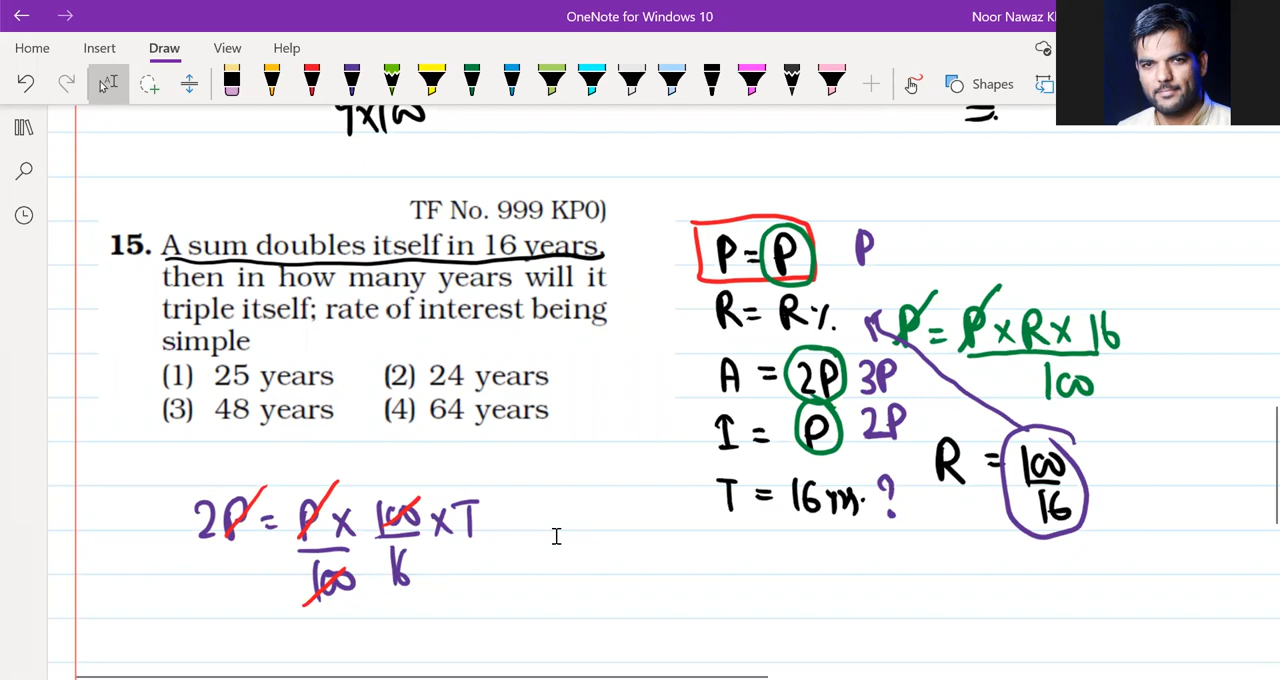 OneNote for Windows 10
Noor Nawaz Kl
Home Insert Draw View Help
Shapes
TF No. 999 KP0)
15. A sum doubles itself in 16 years,
then in how many years will it
triple itself; rate of interest being
simple
(1) 25 years (2) 24 years
(3) 48 years (4) 64 years
2P = P x 100 x T
100 16
P = P P
R = R%.
A = 2P 3P
I = P 2P
T = 16 yr. ?
P = P x R x 16
100
R = 100
16